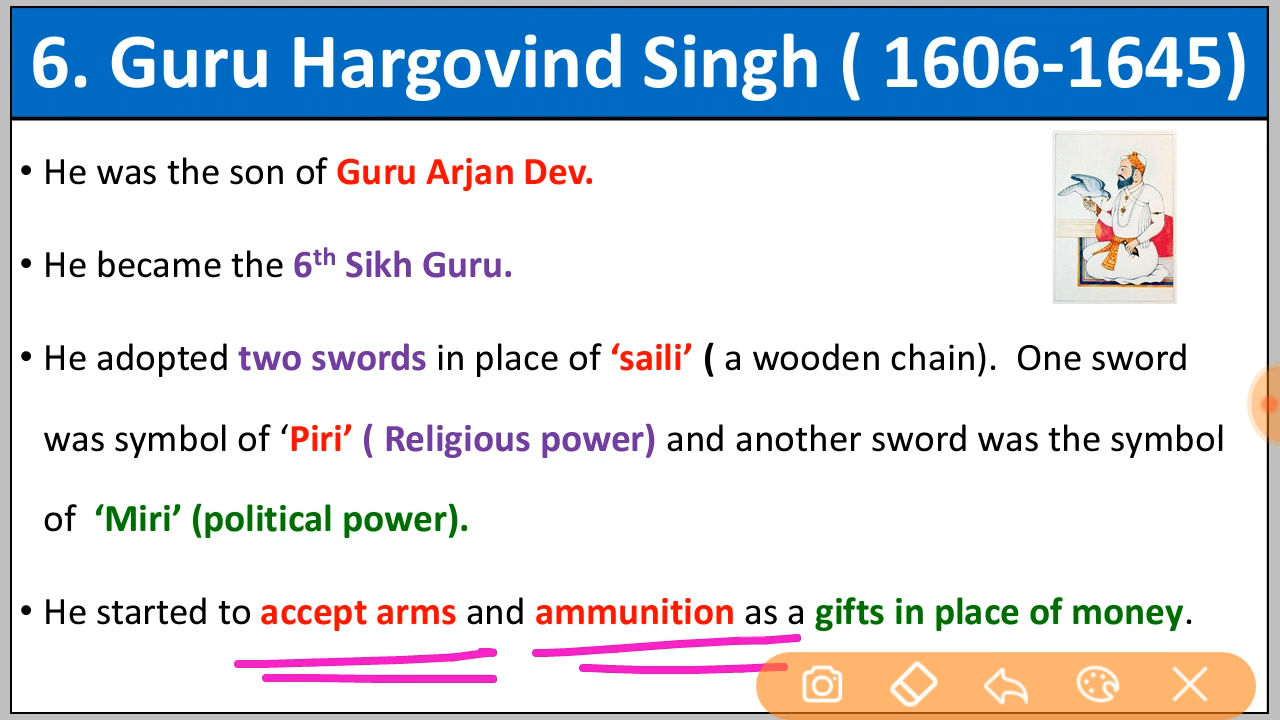 6. Guru Hargovind Singh ( 1606-1645)
• He was the son of Guru Arjan Dev.
• He became the 6th Sikh Guru.
• He adopted two swords in place of ‘saili’ ( a wooden chain). One sword
was symbol of ‘Piri’ ( Religious power) and another sword was the symbol
of ‘Miri’ (political power).
• He started to accept arms and ammunition as a gifts in place of money.